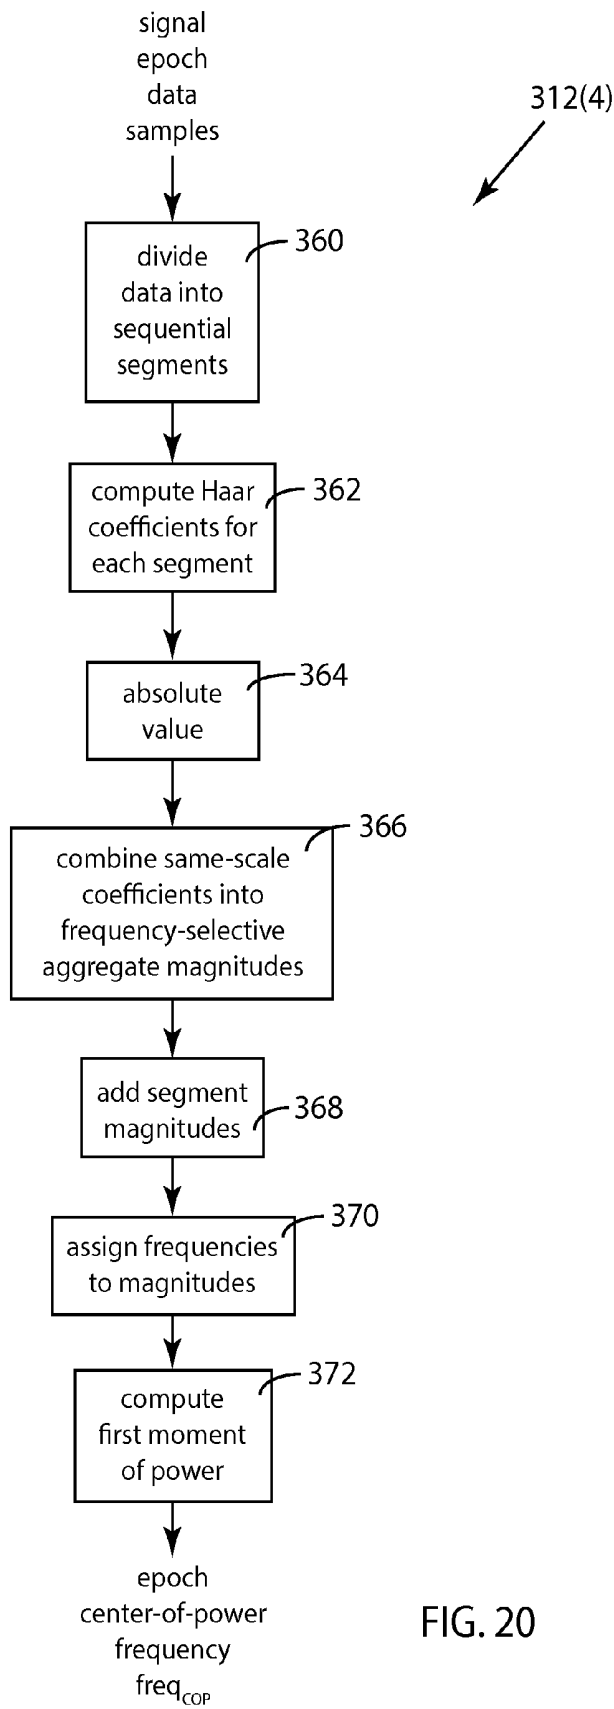 signal
epoch
data
samples
312(4)
360
divide
data into
sequential
segments
362
compute Haar
coefficients for
each segment
364
absolute
value
366
combine same-scale
coefficients into
frequency-selective
aggregate magnitudes
add segment
magnitudes
368
370
assign frequencies
to magnitudes
372
compute
first moment
of power
epoch
center-of-power
frequency
freqCOP
FIG. 20